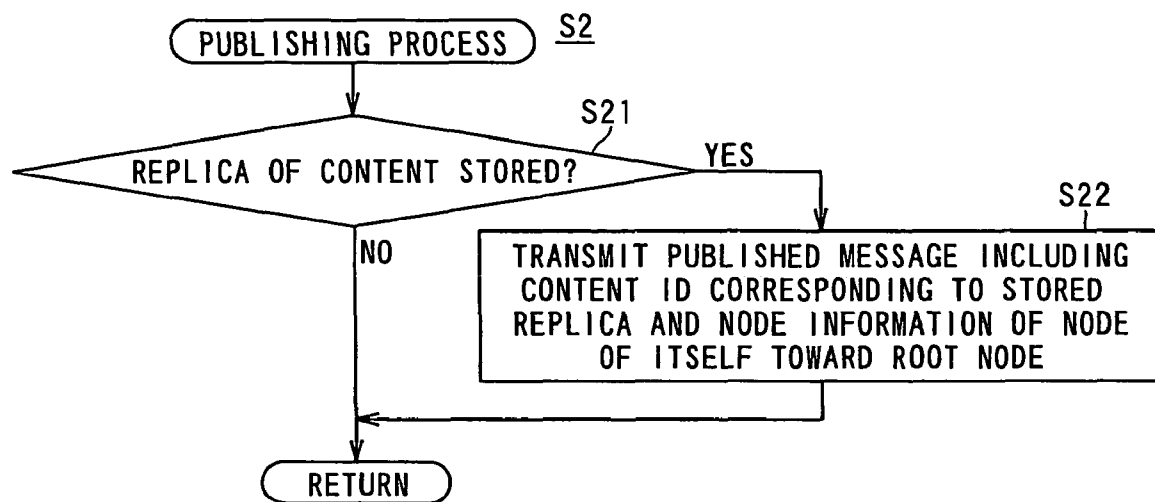 PUBLISHING PROCESS
S2
S21
REPLICA OF CONTENT STORED?
YES
NO
S22
TRANSMIT PUBLISHED MESSAGE INCLUDING
CONTENT ID CORRESPONDING TO STORED
REPLICA AND NODE INFORMATION OF NODE
OF ITSELF TOWARD ROOT NODE
RETURN